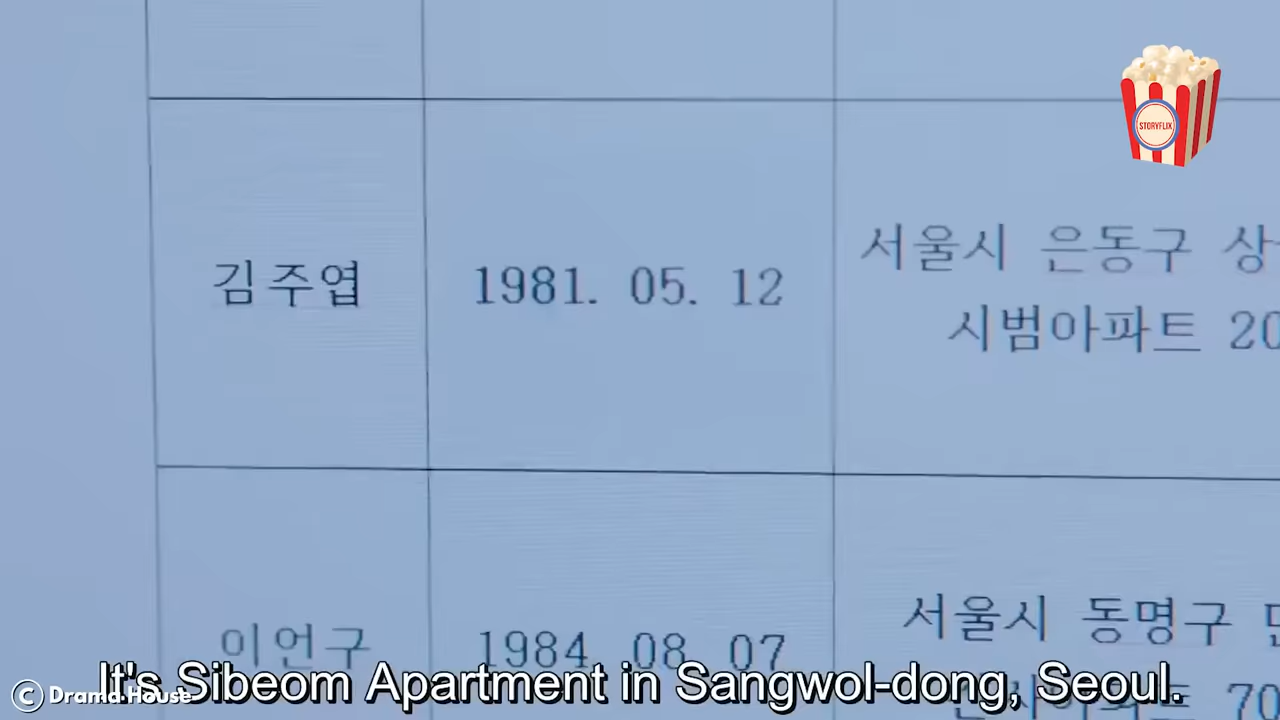 STORYFLIX
김주엽 1981. 05. 12 서울시 은동구
시범아파트 20
이언구 1984. 08. 07 서울시 동명구
70
It's Sibeom Apartment in Sangwol-dong, Seoul.
© Drama House